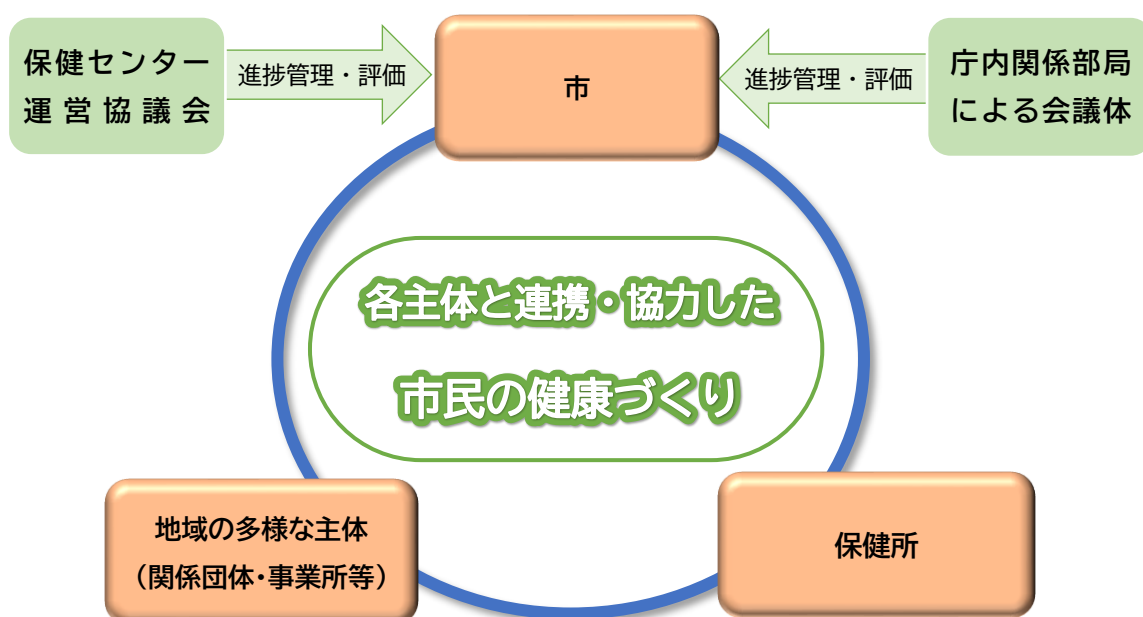 保健センター
運営協議会
進捗管理・評価
市
進捗管理・評価
庁内関係部局
による会議体
各主体と連携・協力した
市民の健康づくり
地域の多様な主体
（関係団体・事業所等）
保健所